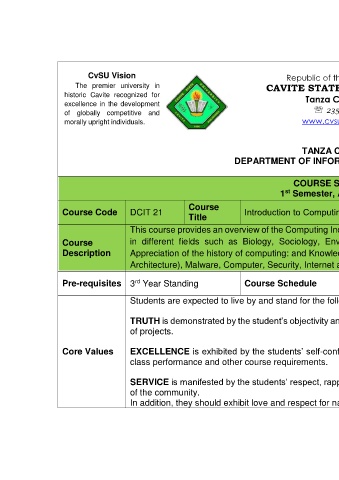 CvSU Vision
The premier university in
historic Cavite recognized for
excellence in the development
of globally competitive and
morally upright individuals.
Republic of th
CAVITE STATE
Tanza C
☏ 235
www.cvsu
TANZA C
DEPARTMENT OF INFOR
COURSE S
1st Semester, A
Course Code
DCIT 21
Course
Title
Introduction to Computin
Course
Description
This course provides an overview of the Computing Ind
in different fields such as Biology, Sociology, Env
Appreciation of the history of computing: and Knowled
Architecture), Malware, Computer, Security, Internet a
Pre-requisites
3rd Year Standing
Course Schedule
Core Values
Students are expected to live by and stand for the follo
TRUTH is demonstrated by the student's objectivity an
of projects.
EXCELLENCE is exhibited by the students' self-conf
class performance and other course requirements.
SERVICE is manifested by the students' respect, rapp
of the community.
In addition, they should exhibit love and respect for na